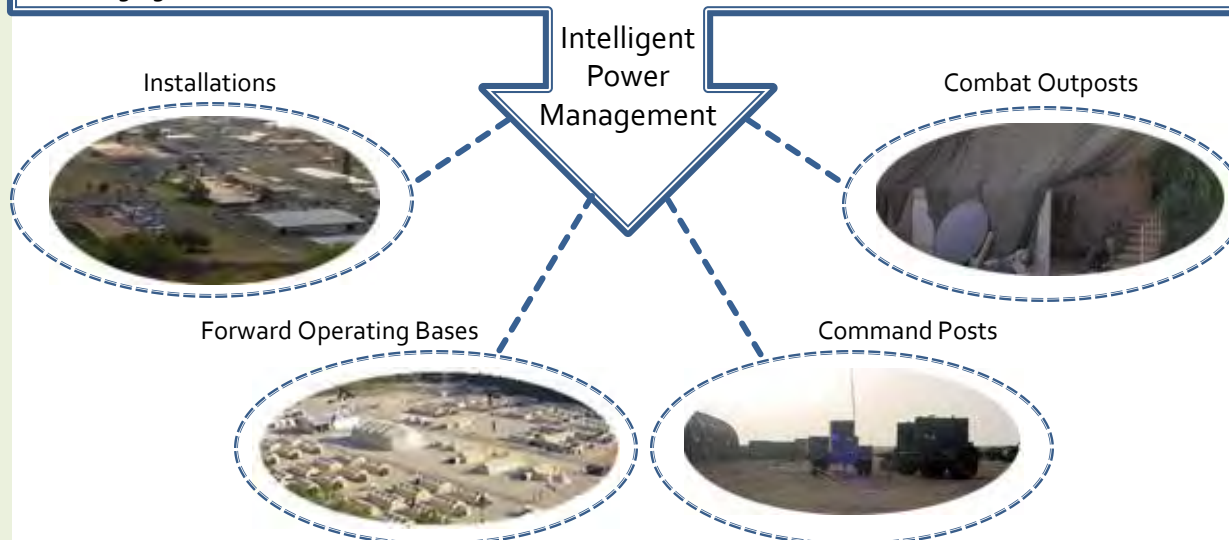 Intelligent
Power
Management
Installations
Combat Outposts
Forward Operating Bases
Command Posts